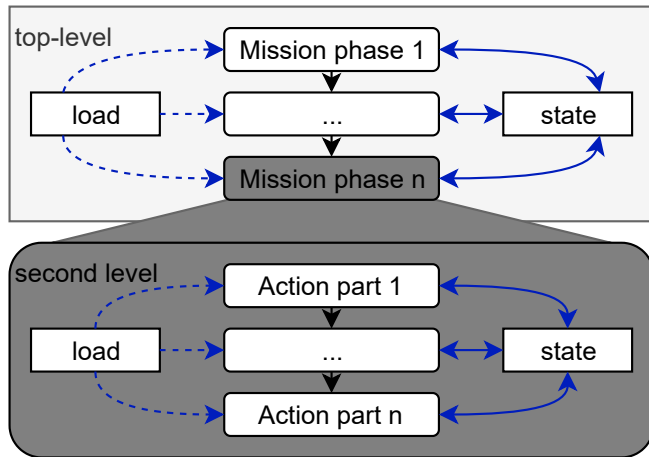 top-level
Mission phase 1
load
...
state
Mission phase n
second level
Action part 1
load
...
state
Action part n